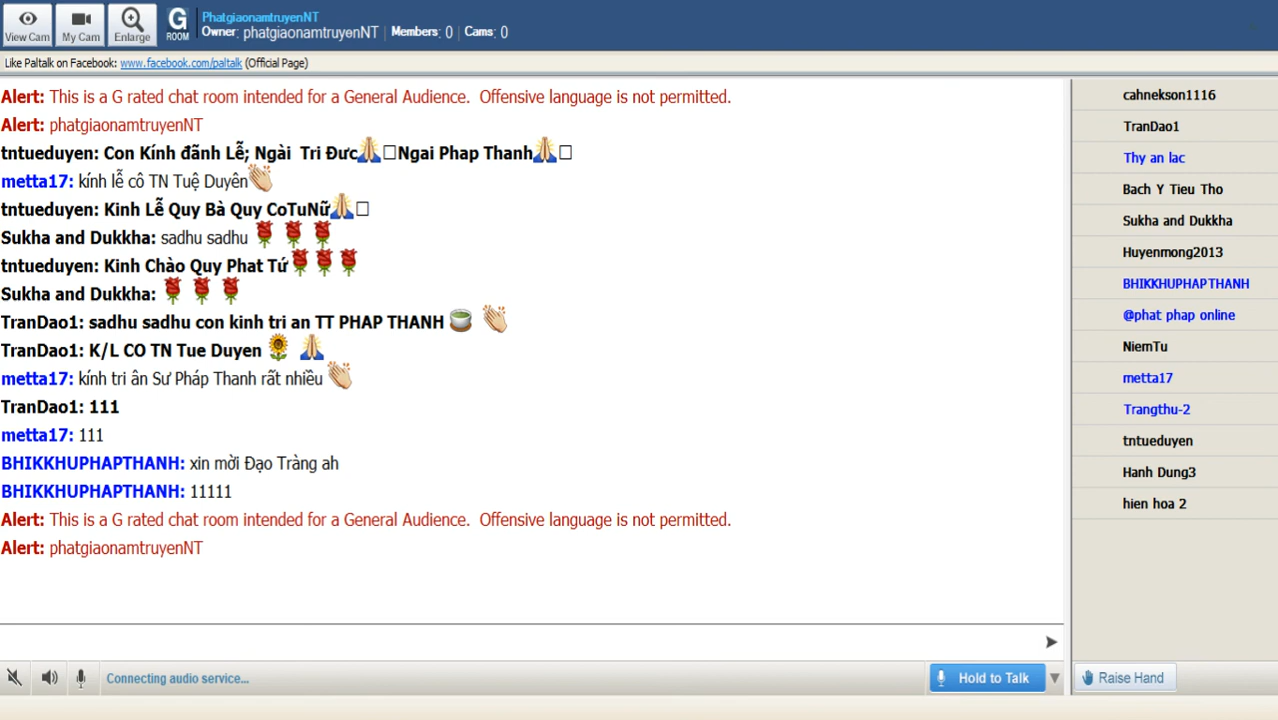 View Cam
My Cam
Enlarge
G
ROOM
PhatgiaonamtruyenNT
Owner: phatgiaonamtruyenNT | Members: 0 | Cams: 0
Like Paltalk on Facebook: www.facebook.com/paltalk (Official Page)
Alert: This is a G rated chat room intended for a General Audience. Offensive language is not permitted.
Alert: phatgiaonamtruyenNT
tntueduyen: Con Kính đãnh Lễ; Ngài Tri Đưc🙏□Ngai Phap Thanh🙏□
metta17: kính lễ cô TN Tuệ Duyên👏
tntueduyen: Kinh Lễ Quy Bà Quy CoTuNữ🙏□
Sukha and Dukkha: sadhu sadhu 🌹 🌹 🌹
tntueduyen: Kinh Chào Quy Phat Tứ🌹🌹🌹
Sukha and Dukkha: 🌹 🌹 🌹
TranDao1: sadhu sadhu con kinh tri an TT PHAP THANH 🍵 👏
TranDao1: K/L CO TN Tue Duyen 🌻 🙏
metta17: kính tri ân Sư Pháp Thanh rất nhiều 👏
TranDao1: 111
metta17: 111
BHIKKHUPHAPTHANH: xin mời Đạo Tràng ah
BHIKKHUPHAPTHANH: 11111
Alert: This is a G rated chat room intended for a General Audience. Offensive language is not permitted.
Alert: phatgiaonamtruyenNT
cahnekson1116
TranDao1
Thy an lac
Bach Y Tieu Tho
Sukha and Dukkha
Huyenmong2013
BHIKKHUPHAPTHANH
@phat phap online
NiemTu
metta17
Trangthu-2
tntueduyen
Hanh Dung3
hien hoa 2
Connecting audio service...
Hold to Talk
Raise Hand